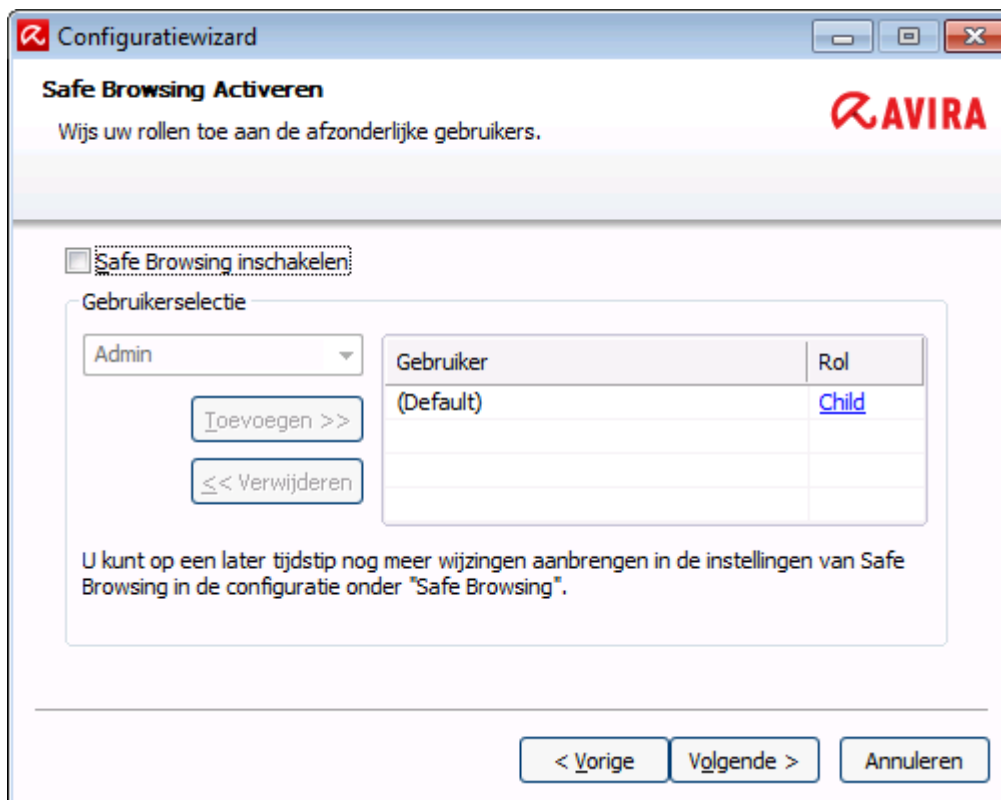 Configuratiewizard
Safe Browsing Activeren
Wijs uw rollen toe aan de afzonderlijke gebruikers.
AVIRA
Safe Browsing inschakelen
Gebruikerselectie
Admin
Toevoegen >>
<< Verwijderen
Gebruiker Rol
(Default) Child
U kunt op een later tijdstip nog meer wijzingen aanbrengen in de instellingen van Safe
Browsing in de configuratie onder "Safe Browsing".
< Vorige Volgende > Annuleren